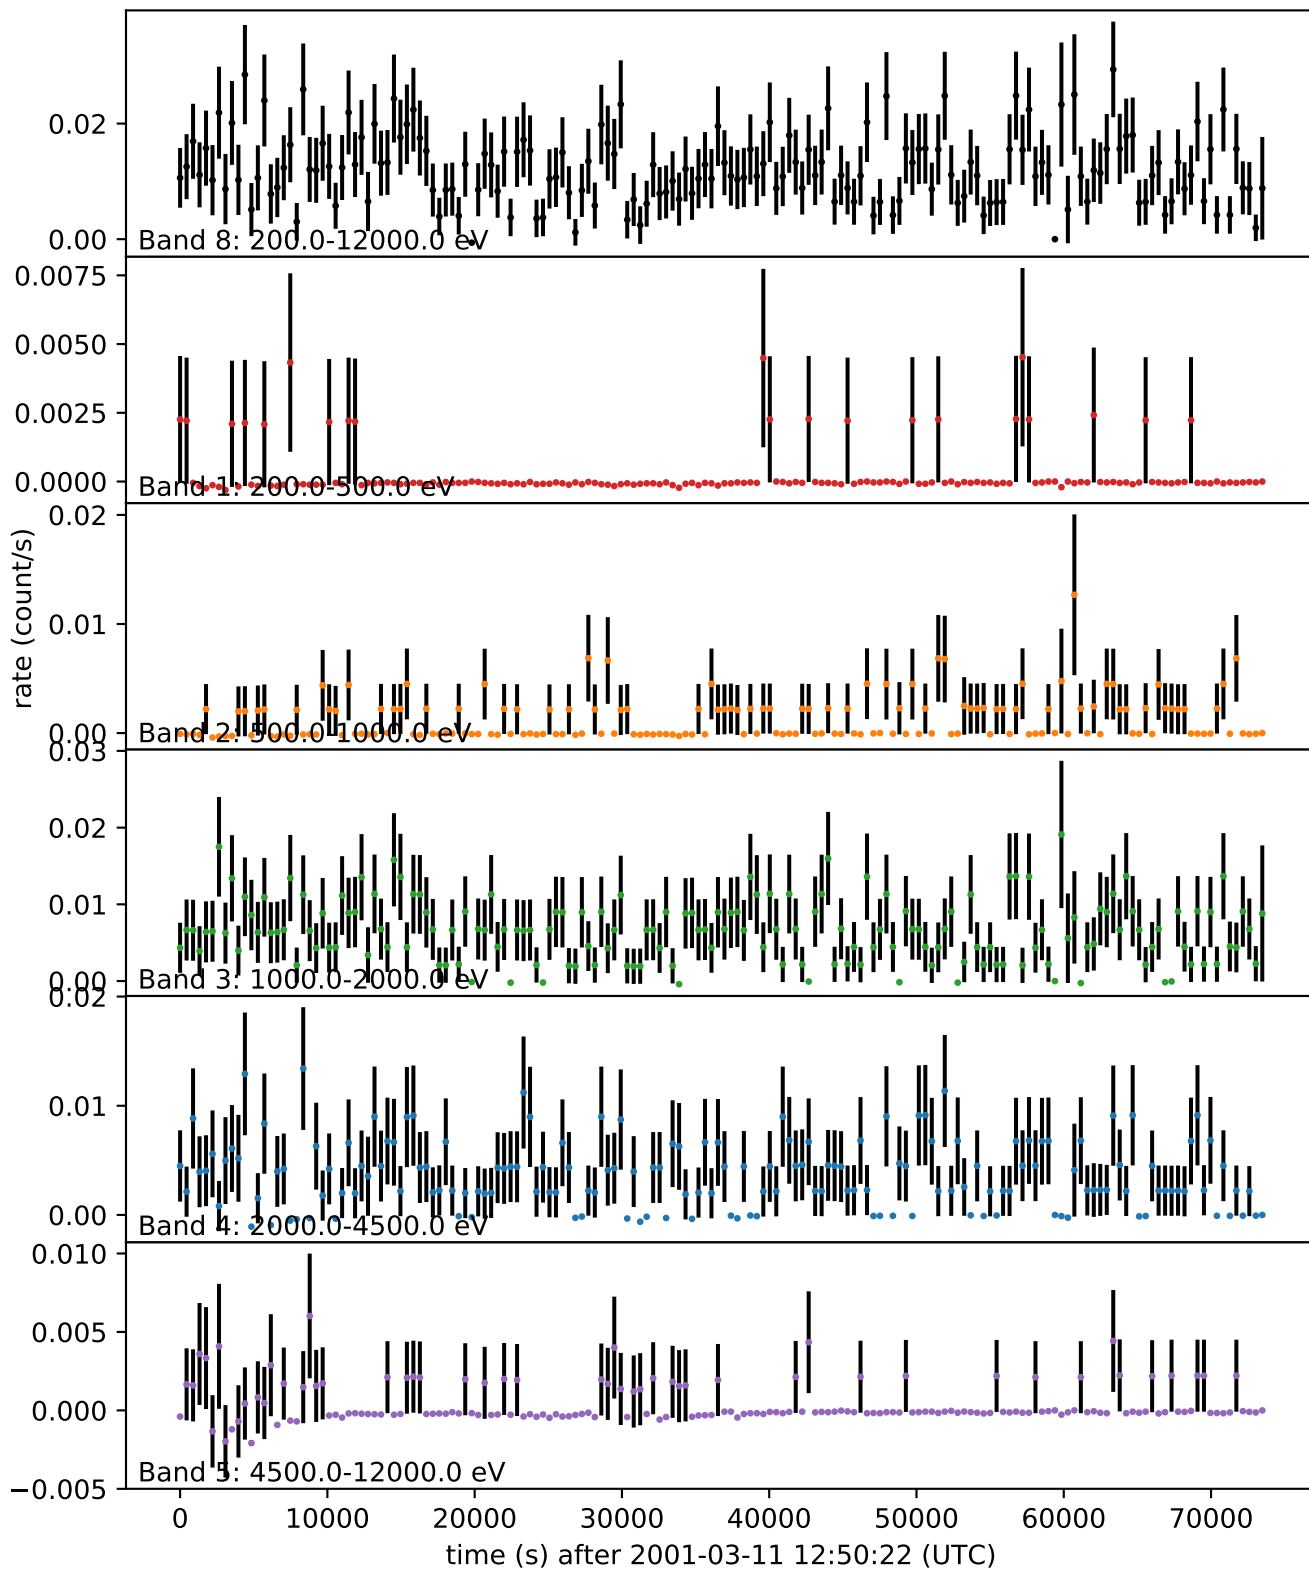 0.02
0.00
Band 8: 200.0-12000.0 eV
0.0075
0.0050
0.0025
0.0000
Band 1: 200.0-500.0 eV
rate (count/s)
0.02
0.01
0.00
Band 2: 500.0-1000.0 eV
0.03
0.02
0.01
0.00
Band 3: 1000.0-2000.0 eV
0.02
0.01
0.00
Band 4: 2000.0-4500.0 eV
0.010
0.005
0.000
−0.005
Band 5: 4500.0-12000.0 eV
0 10000 20000 30000 40000 50000 60000 70000
time (s) after 2001-03-11 12:50:22 (UTC)